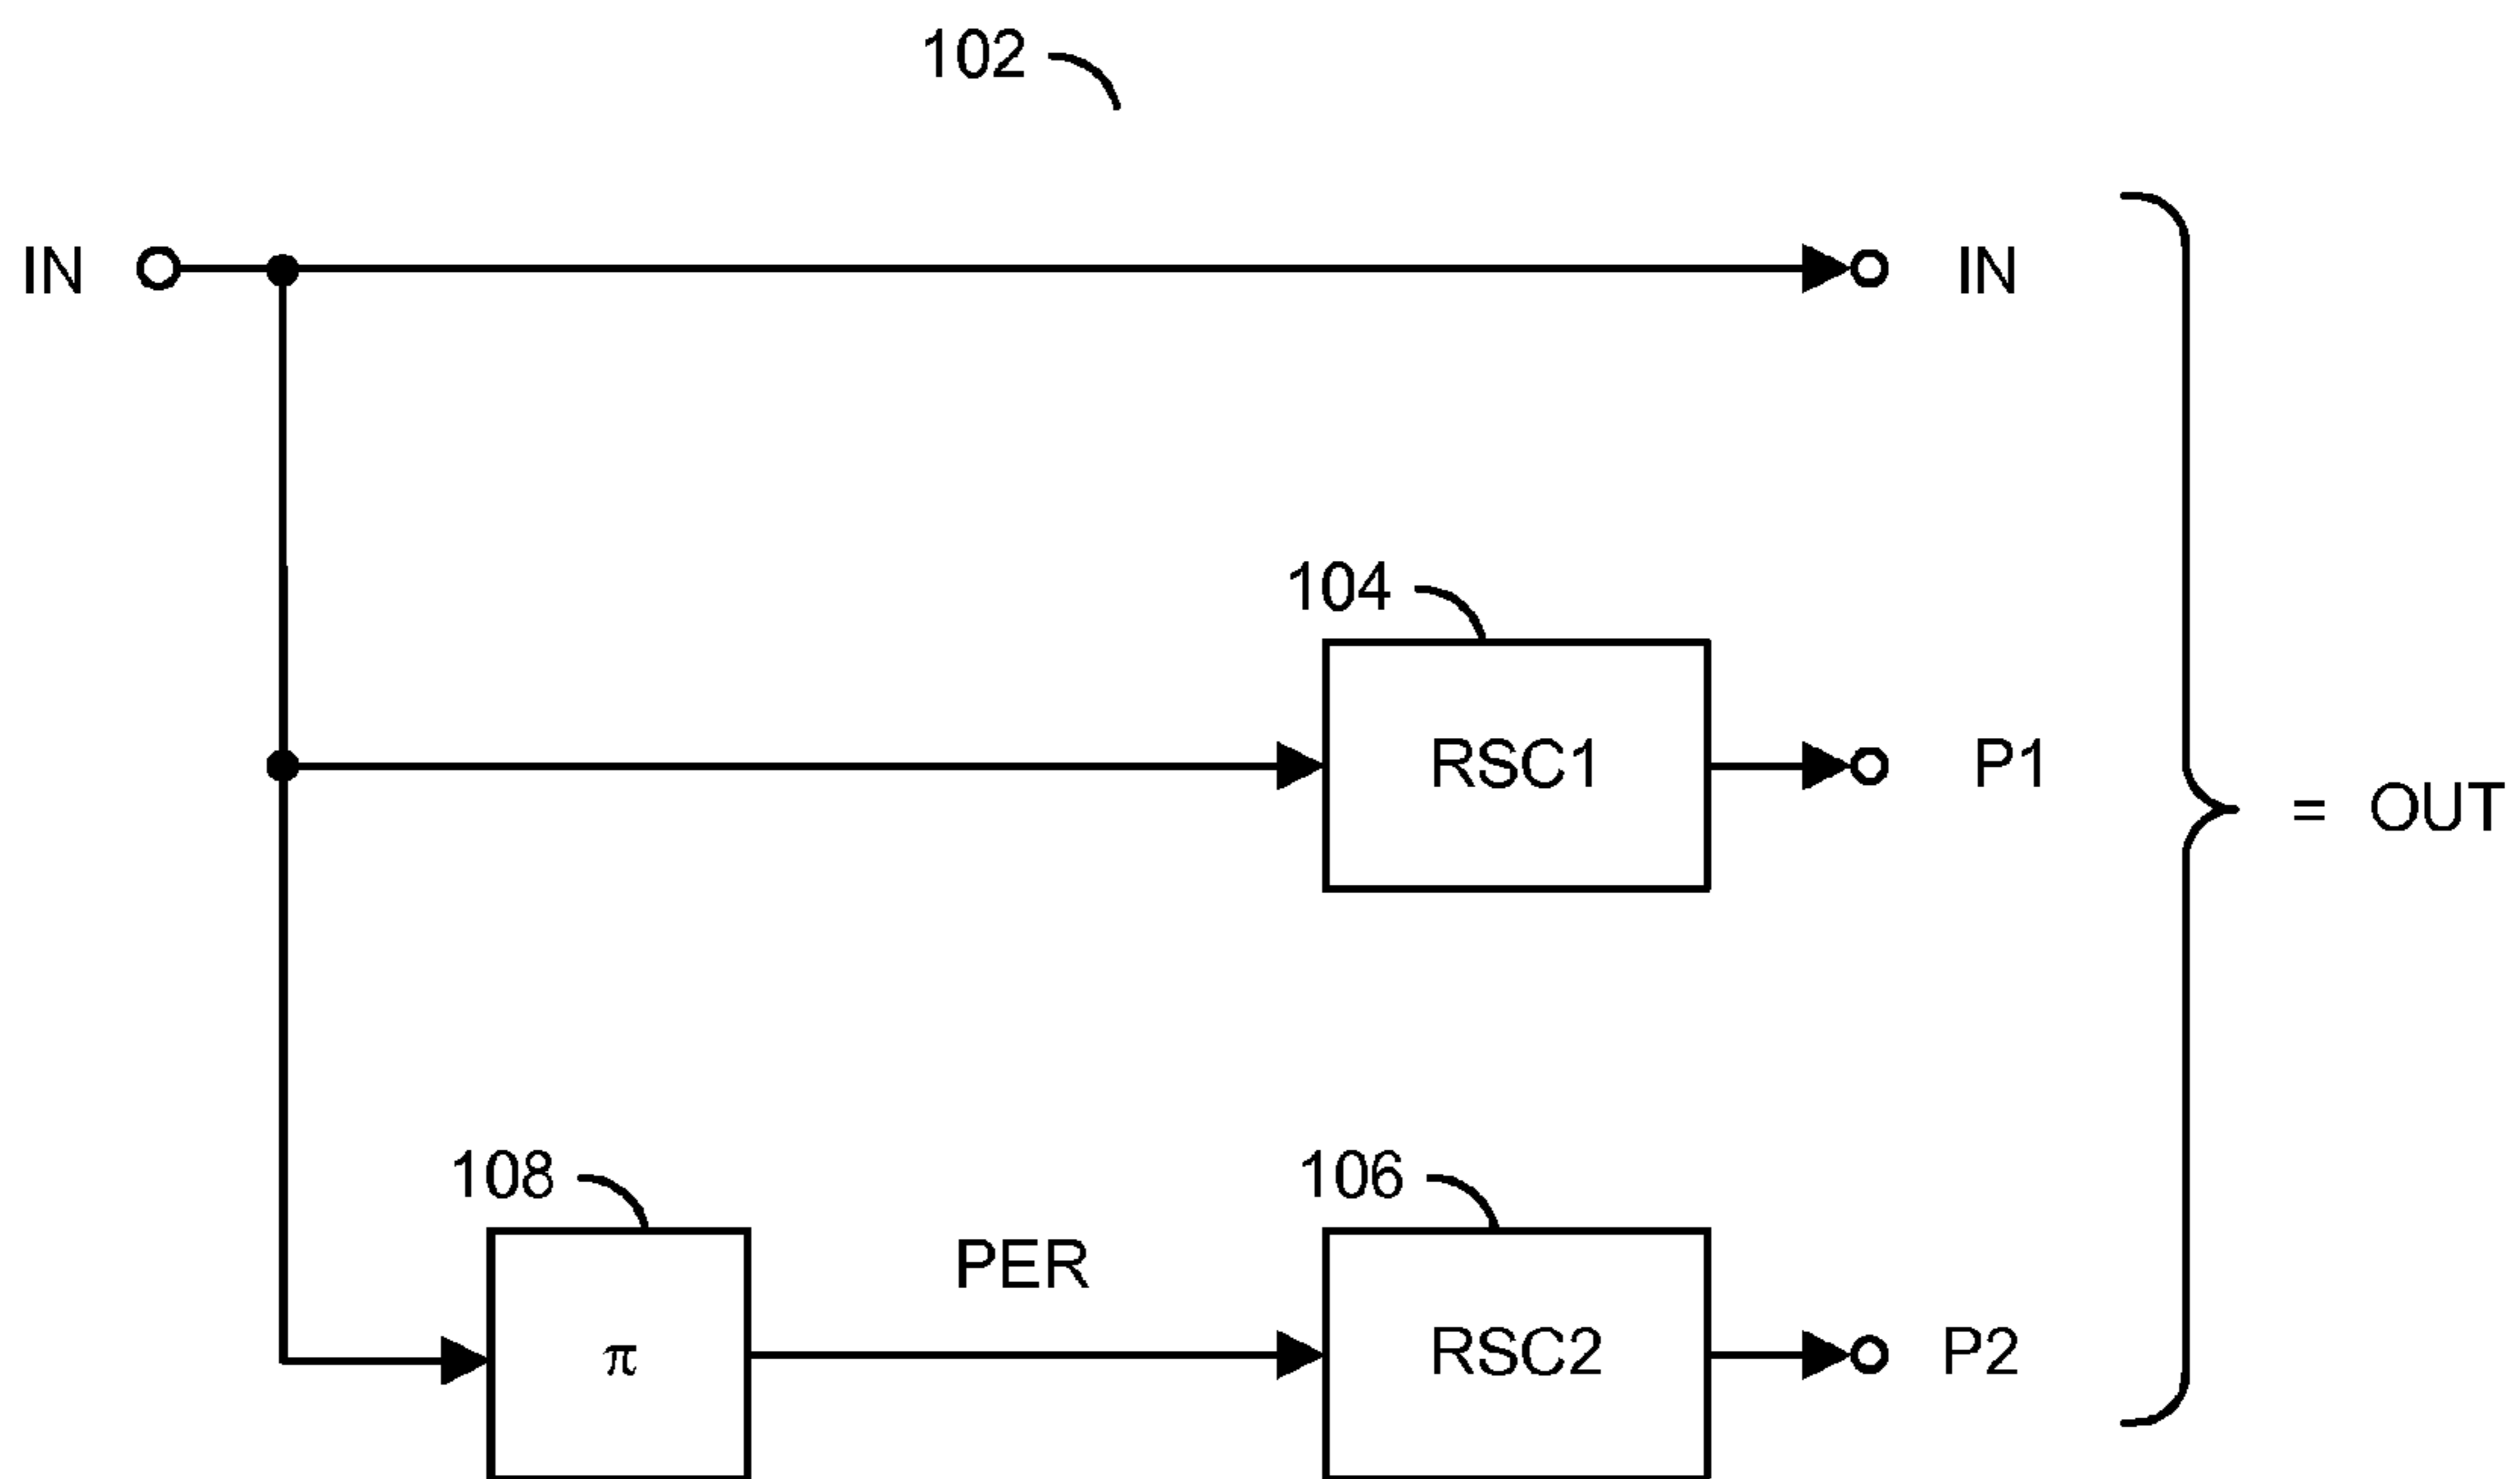 102
IN
IN
104
RSC1
P1
= OUT
108
106
PER
π
RSC2
P2